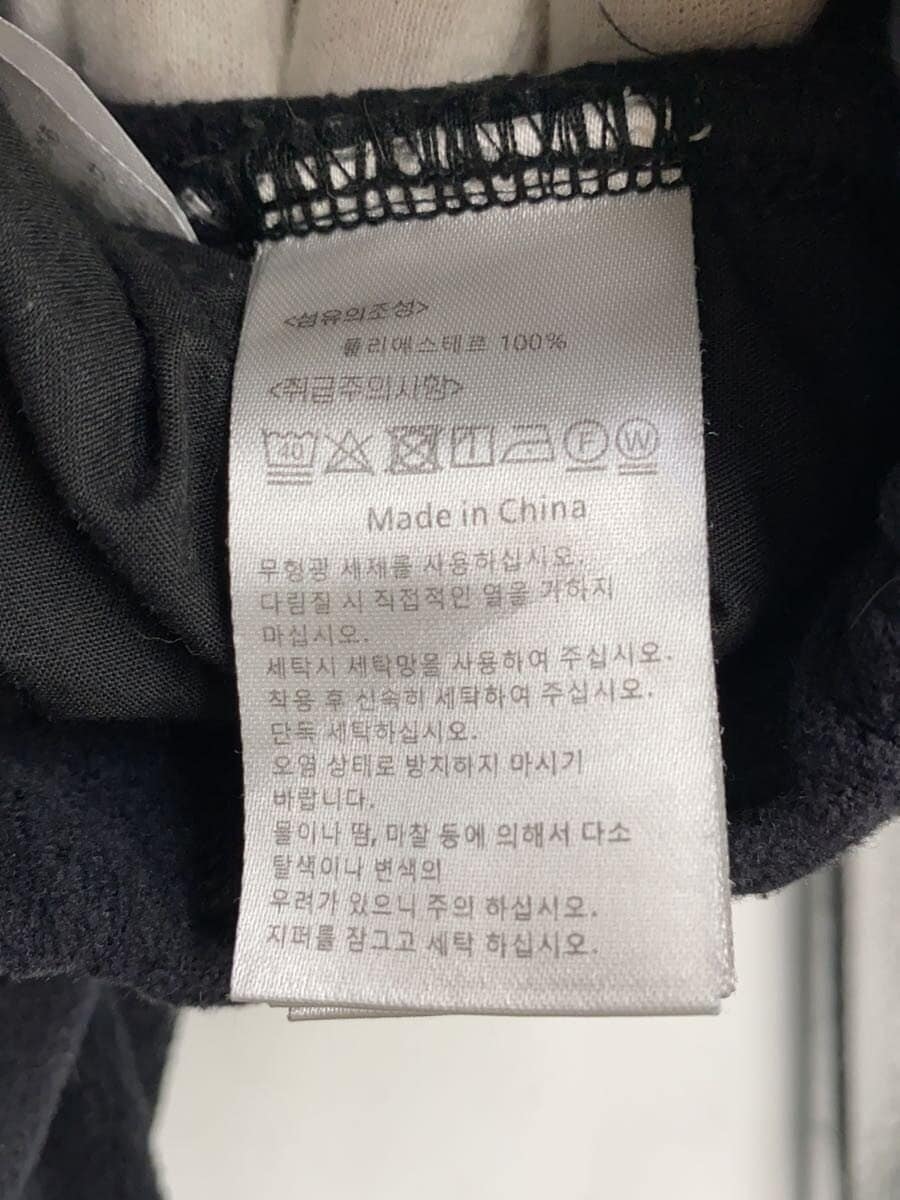 <섬유의조성>
폴리에스테르 100%
<취급주의사항>
40 F W
Made in China
무형광 세제를 사용하십시오.
다림질 시 직접적인 열을 가하지
마십시오.
세탁시 세탁망을 사용하여 주십시오.
착용 후 신속히 세탁하여 주십시오.
단독 세탁하십시오.
오염 상태로 방치하지 마시기
바랍니다.
물이나 땀, 마찰 등에 의해서 다소
탈색이나 변색의
우려가 있으니 주의 하십시오.
지퍼를 잠그고 세탁 하십시오.